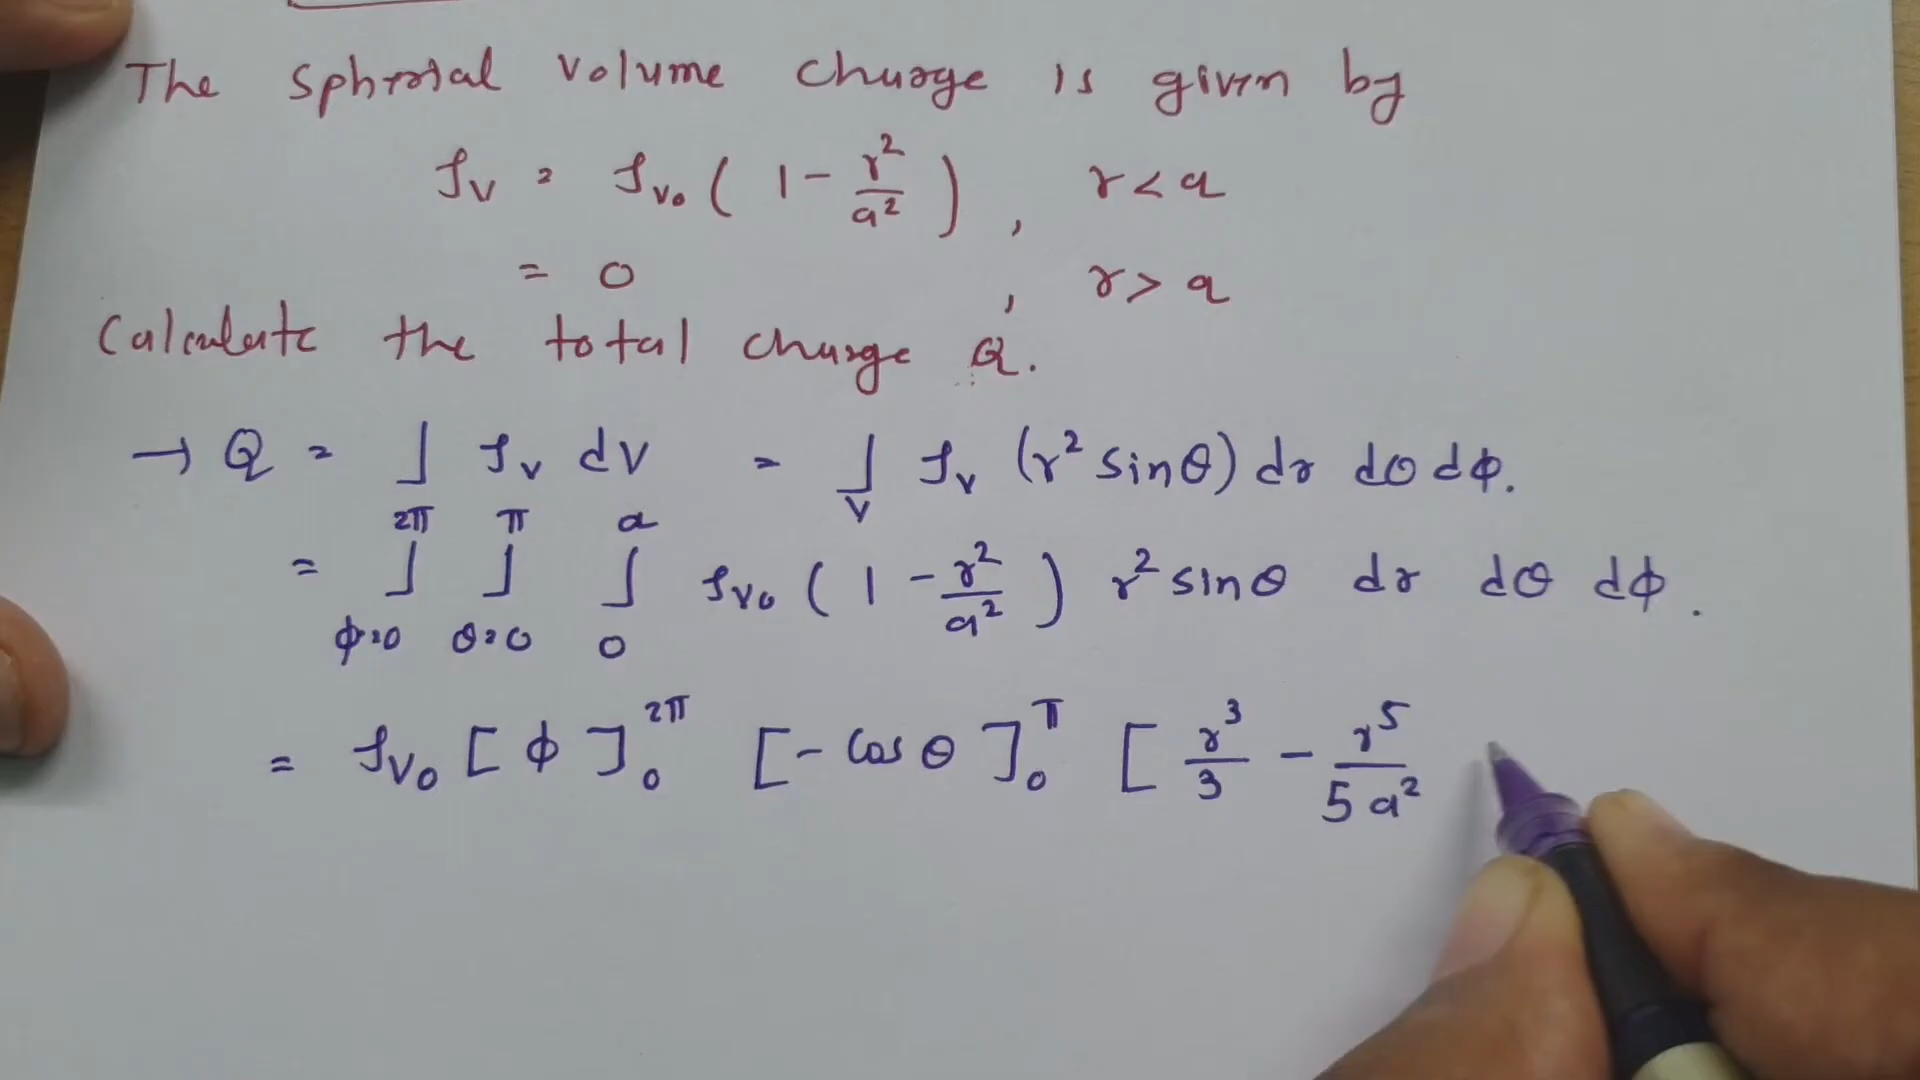 The spherical volume charge is given by
ρv = ρv0 ( 1 - r²/a² ) , r < a
= 0 , r > a
Calculate the total charge Q.
→ Q = ∫ ρv dv = ∫v ρv (r² sinθ) dr dθ dϕ.
= ∫ϕ=0^2π ∫θ=0^π ∫0^a ρv0 ( 1 - r²/a² ) r² sinθ dr dθ dϕ.
= ρv0 [ϕ]0^2π [-cosθ]0^π [ r³/3 - r⁵/5a²